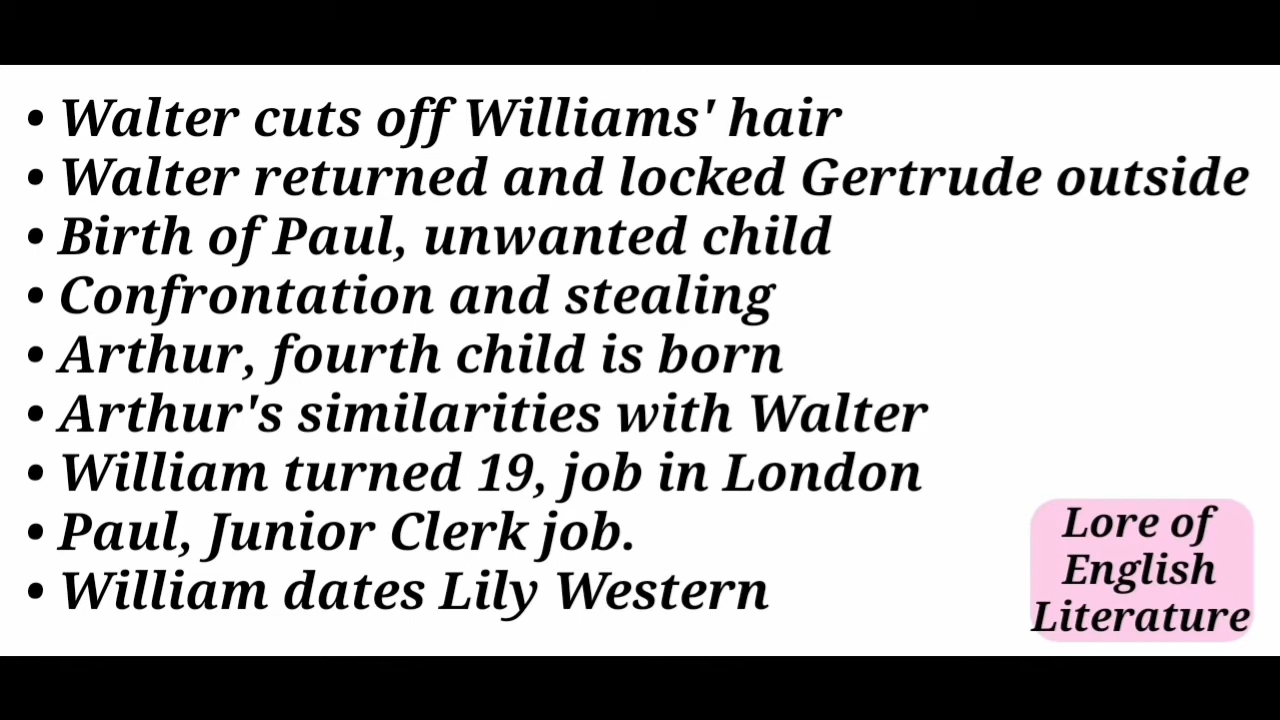 • Walter cuts off Williams' hair
• Walter returned and locked Gertrude outside
• Birth of Paul, unwanted child
• Confrontation and stealing
• Arthur, fourth child is born
• Arthur's similarities with Walter
• William turned 19, job in London
• Paul, Junior Clerk job.
• William dates Lily Western
Lore of
English
Literature